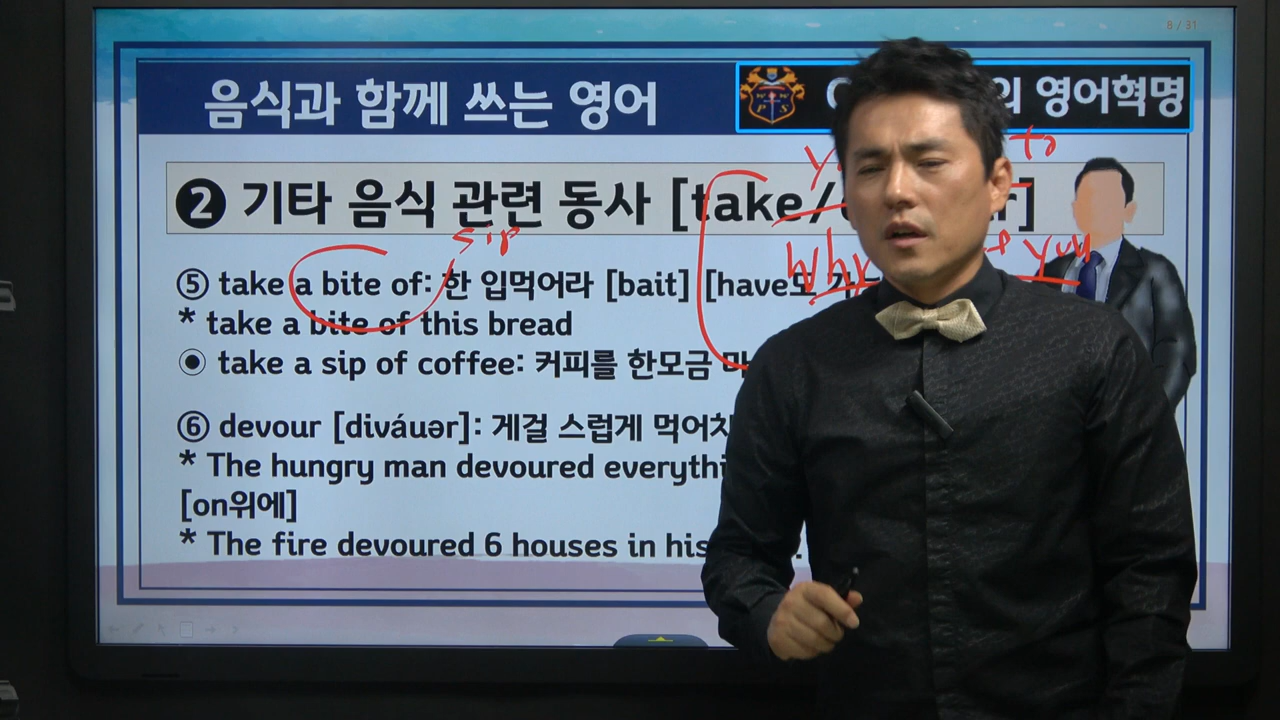 8 / 31
음식과 함께 쓰는 영어
의 영어혁명
❷ 기타 음식 관련 동사 [take/
to
sip
Why
you
⑤ take a bite of: 한 입먹어라 [bait] [have도
* take a bite of this bread
◉ take a sip of coffee: 커피를 한모금
⑥ devour [diváuər]: 게걸 스럽게
* The hungry man devoured
[on위에]
* The fire devoured 6 houses in his